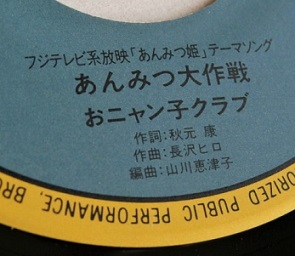 フジテレビ系放映「あんみつ姫」テーマソング
あんみつ大作戦
おニャン子クラブ
作詞：秋元 康
作曲：長沢ヒロ
編曲：山川恵津子
ORIZED PUBLIC PERFORMANCE, BRO